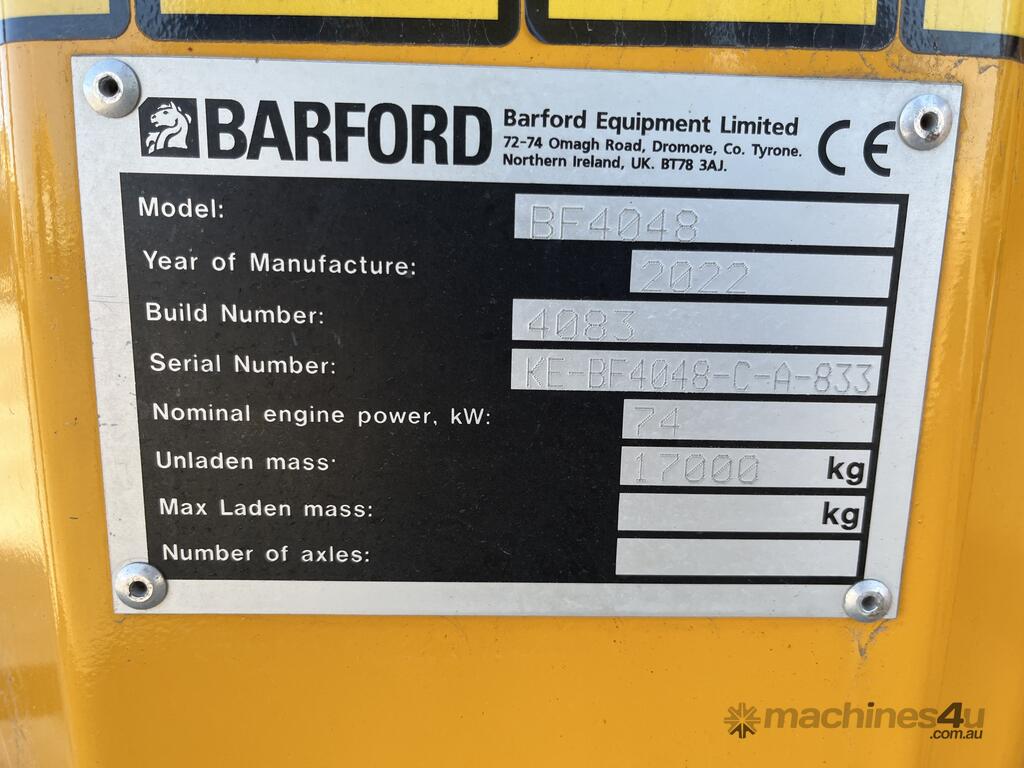 BARFORD
Barford Equipment Limited
72-74 Omagh Road, Dromore, Co. Tyrone.
Northern Ireland, UK. BT78 3AJ.
CE
Model: BF4048
Year of Manufacture: 2022
Build Number: 4083
Serial Number: KE-BF4048-C-A-833
Nominal engine power, kW: 74
Unladen mass: 17000 kg
Max Laden mass: kg
Number of axles:
machines4u
.com.au